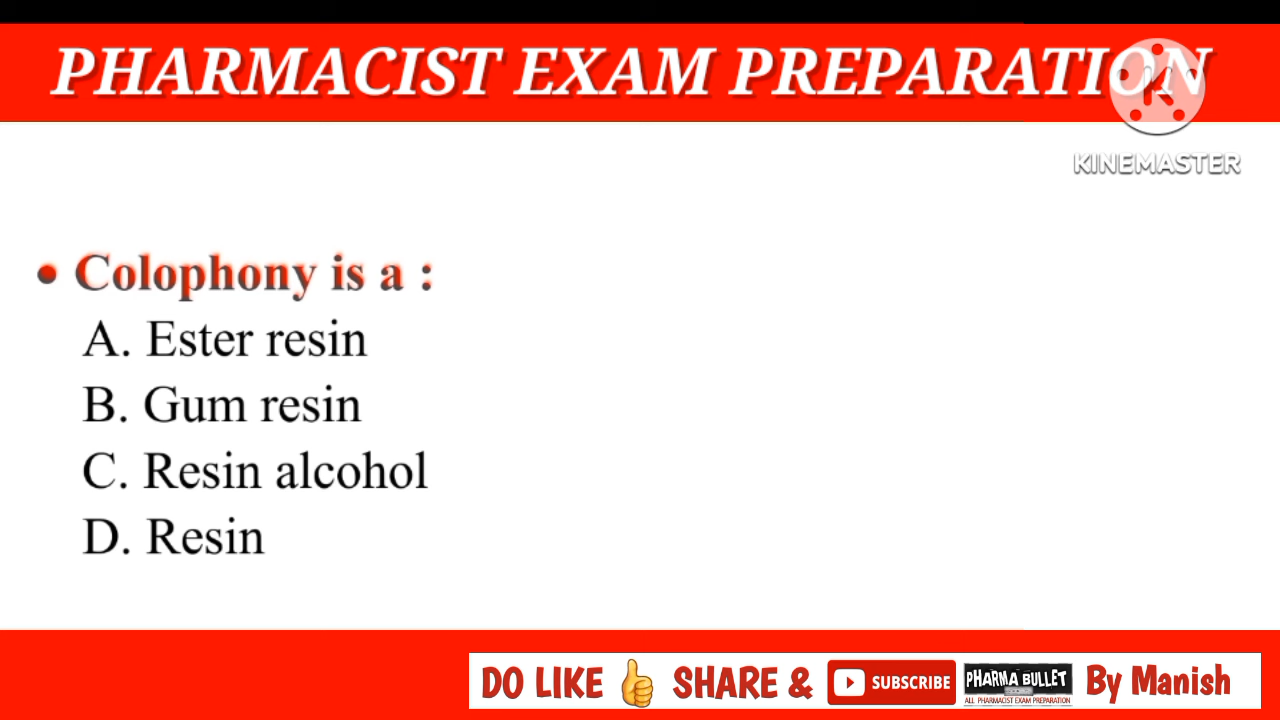 PHARMACIST EXAM PREPARATION
KINEMASTER
• Colophony is a :
A. Ester resin
B. Gum resin
C. Resin alcohol
D. Resin
DO LIKE SHARE & SUBSCRIBE PHARMA BULLET By Manish
ALL PHARMACIST EXAM PREPARATION